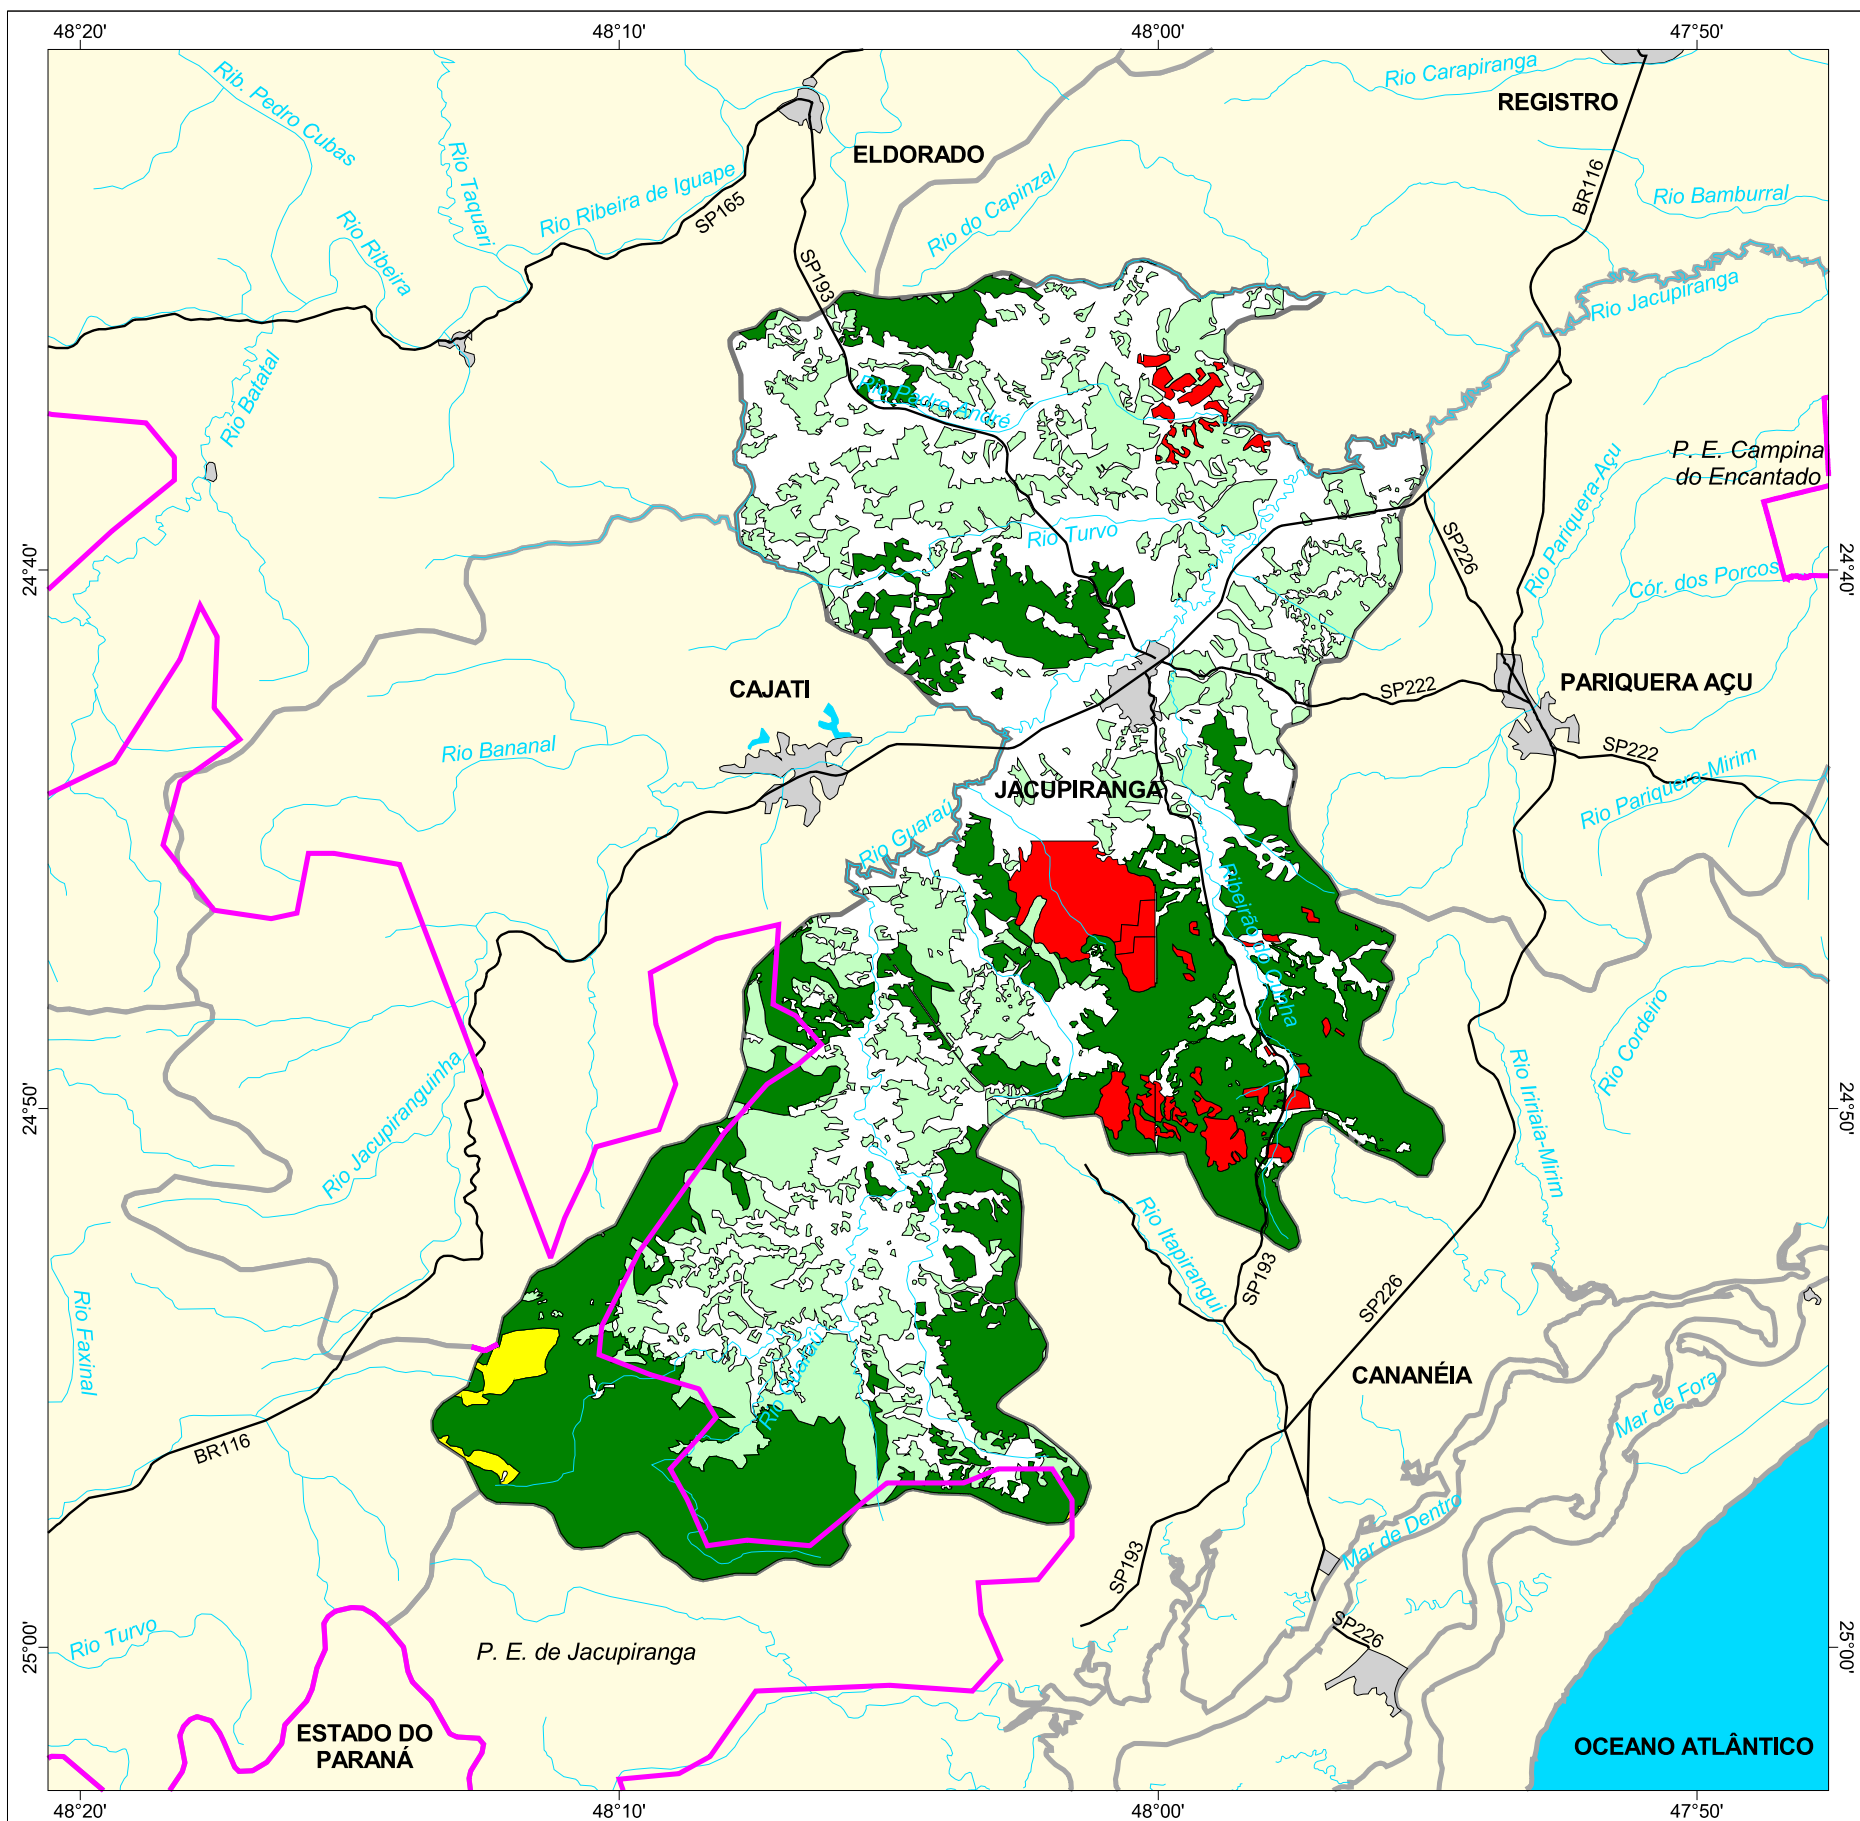 48°20'
48°10'
48°00'
47°50'
Rio Carapiranga
REGISTRO
Rib. Pedro Cubas
Rio Taquari
ELDORADO
BR116
Rio Ribeira de Iguape
SP165
Rio Bamburral
Rio do Capinzal
Rio Ribeira
SP193
Rio Jacupiranga
Rio Batatal
Rio Pedro André
P. E. Campina
do Encantado
Rio Pariquera-Açu
Rio Turvo
SP226
24°40'
24°40'
Cór. dos Porcos
CAJATI
SP222
PARIQUERA AÇU
Rio Bananal
SP222
JACUPIRANGA
Rio Pariquera-Mirim
Rio Guaraú
Ribeirão do Cunha
Rio Cordeiro
Rio Jacupiranguinha
Rio Iririaia-Mirim
24°50'
24°50'
Rio Itapirangui
SP193
SP226
Rio Faxinal
Rio Guaraú
CANANÉIA
Mar de Fora
BR116
Mar de Dentro
SP193
Rio Turvo
SP226
25°00'
25°00'
P. E. de Jacupiranga
ESTADO DO
PARANÁ
OCEANO ATLÂNTICO
48°20'
48°10'
48°00'
47°50'